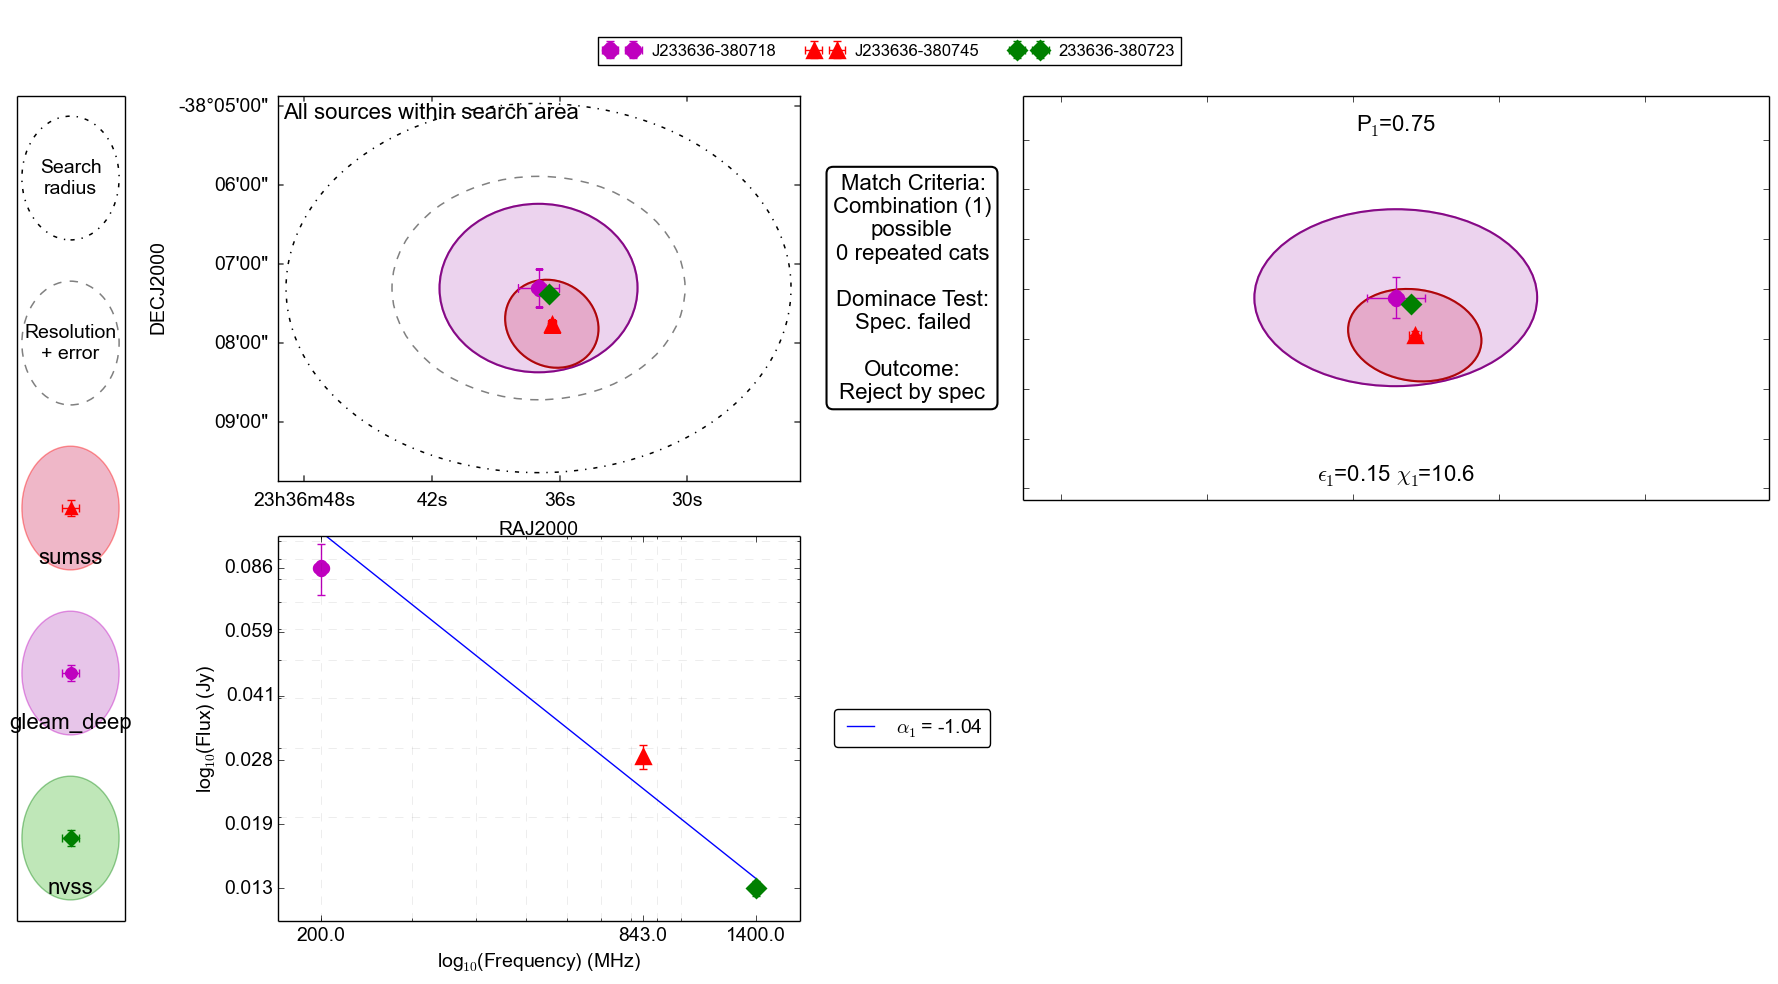 J233636-380718
J233636-380745
233636-380723
Search
radius
Resolution
+ error
sumss
gleam_deep
nvss
All sources within search area
-38°05'00"
06'00"
07'00"
08'00"
09'00"
DECJ2000
23h36m48s
42s
36s
30s
RAJ2000
Match Criteria:
Combination (1)
possible
0 repeated cats
Dominace Test:
Spec. failed
Outcome:
Reject by spec
P₁=0.75
ϵ₁=0.15 χ₁=10.6
0.086
0.059
0.041
0.028
0.019
0.013
log₁₀(Flux) (Jy)
200.0
843.0
1400.0
log₁₀(Frequency) (MHz)
α₁ = -1.04